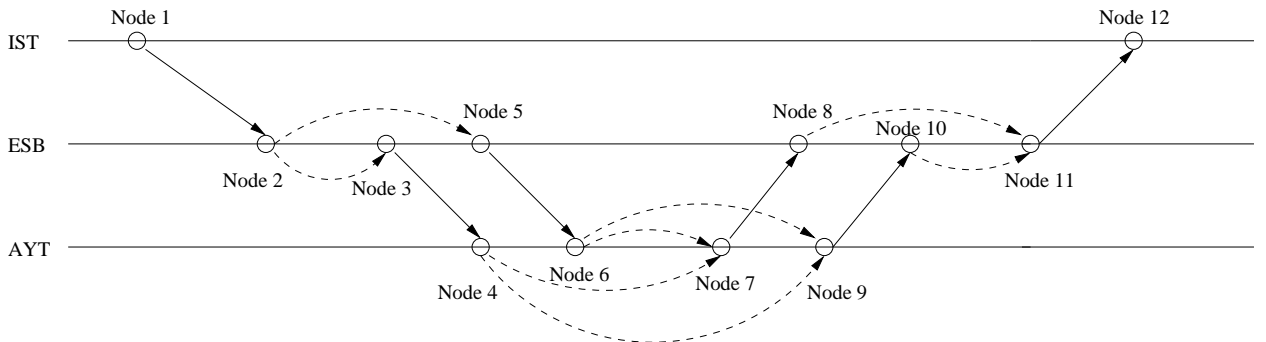 Node 1
Node 12
IST
Node 5
Node 8
Node 10
ESB
Node 2
Node 3
Node 11
AYT
Node 6
Node 4
Node 7
Node 9